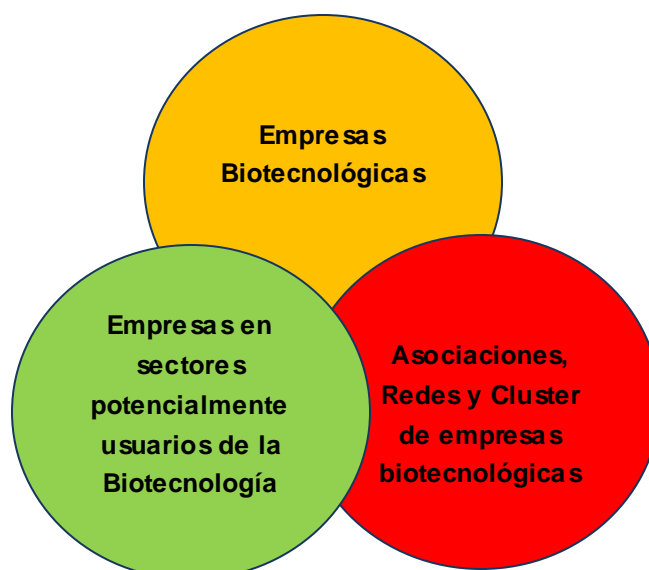 Empresas
Biotecnológicas
Empresas en
sectores
potencialmente
usuarios de la
Biotecnología
Asociaciones,
Redes y Cluster
de empresas
biotecnológicas